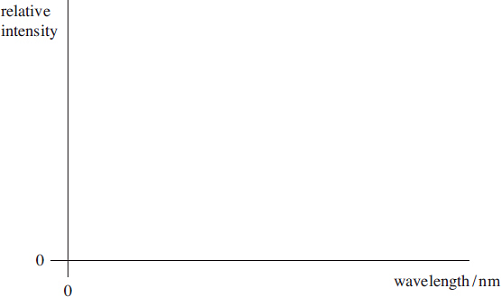 relative
intensity
0
0
wavelength/nm